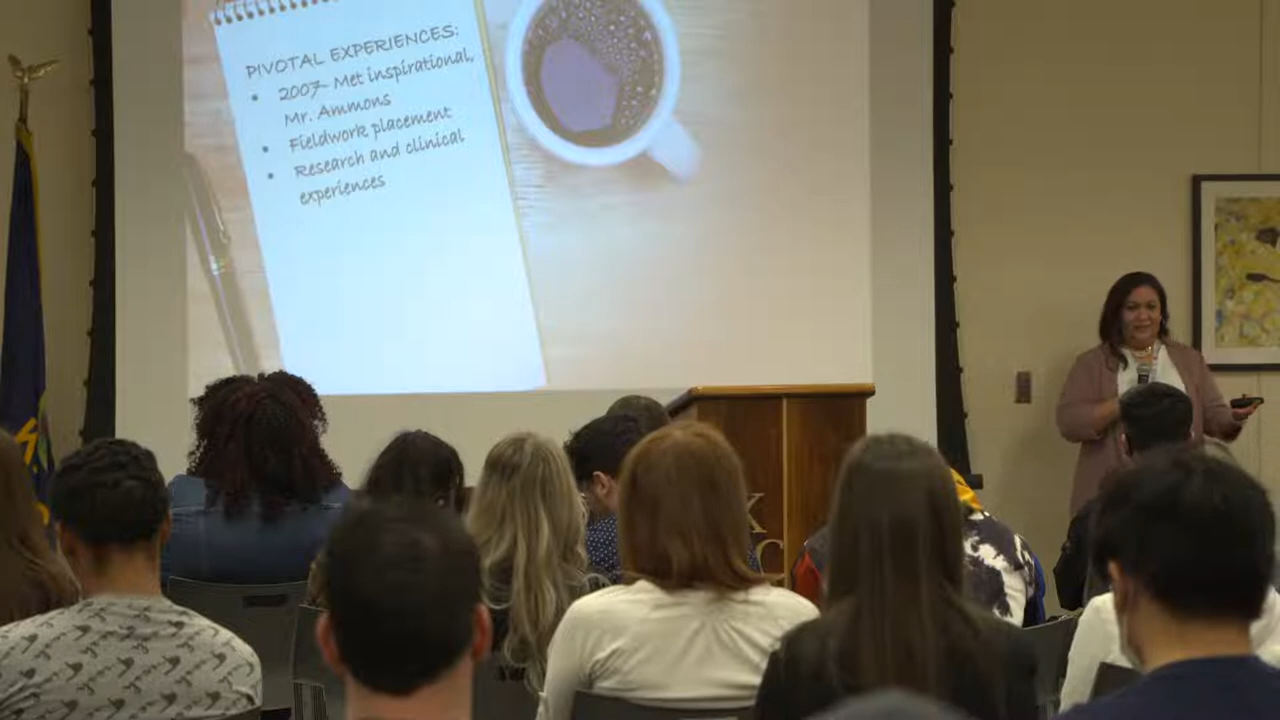 PIVOTAL EXPERIENCES:
• 2007- Met inspirational,
Mr. Ammons
• Fieldwork placement
• Research and clinical
experiences
K
C